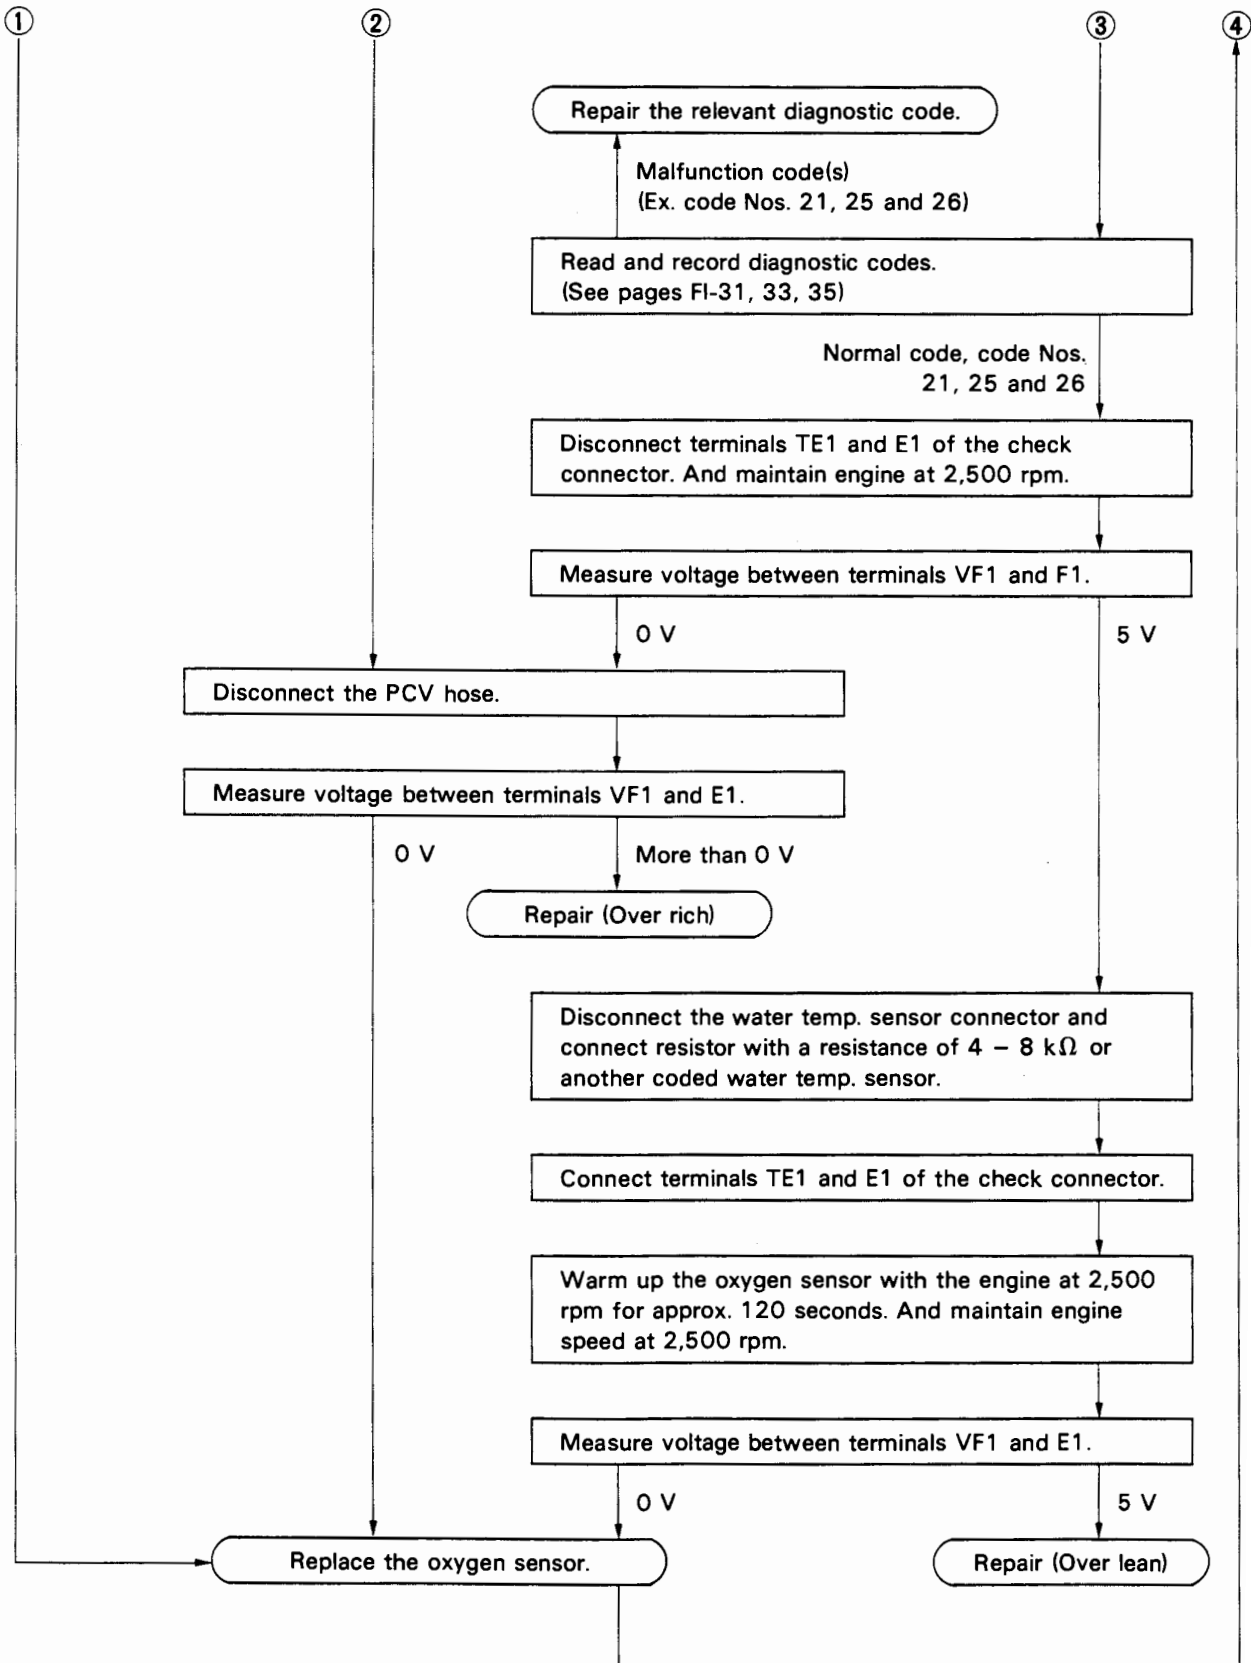 ① ② ③ ④
Repair the relevant diagnostic code.
Malfunction code(s)
(Ex. code Nos. 21, 25 and 26)
Read and record diagnostic codes.
(See pages FI-31, 33, 35)
Normal code, code Nos.
21, 25 and 26
Disconnect terminals TE1 and E1 of the check
connector. And maintain engine at 2,500 rpm.
Measure voltage between terminals VF1 and F1.
0 V
5 V
Disconnect the PCV hose.
Measure voltage between terminals VF1 and E1.
0 V
More than 0 V
Repair (Over rich)
Disconnect the water temp. sensor connector and
connect resistor with a resistance of 4 – 8 kΩ or
another coded water temp. sensor.
Connect terminals TE1 and E1 of the check connector.
Warm up the oxygen sensor with the engine at 2,500
rpm for approx. 120 seconds. And maintain engine
speed at 2,500 rpm.
Measure voltage between terminals VF1 and E1.
0 V
5 V
Replace the oxygen sensor.
Repair (Over lean)